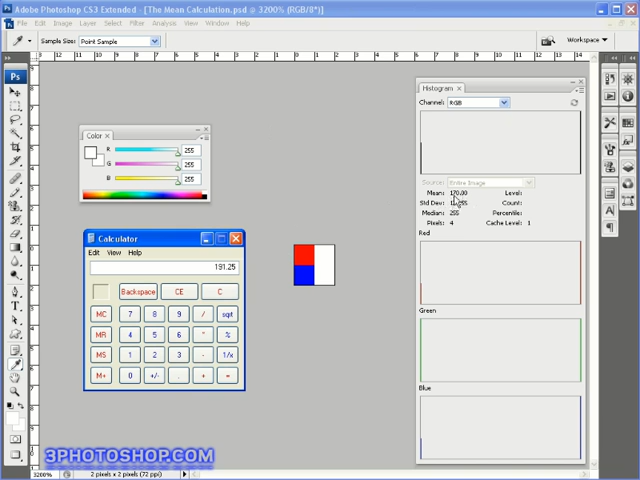 Adobe Photoshop CS3 Extended - [The Mean Calculation.psd @ 3200% (RGB/8*)]
File Edit Image Layer Select Filter Analysis View Window Help
Sample Size: Point Sample
Workspace
Ps
Color
R 255
G 255
B 255
Calculator
Edit View Help
191.25
Backspace CE C
MC 7 8 9 / sqrt
MR 4 5 6 * %
MS 1 2 3 - 1/x
M+ 0 +/- . + =
Histogram
Channel: RGB
Source: Entire Image
Mean: 170.00 Level:
Std Dev: Count:
Median: 255 Percentile:
Pixels: 4 Cache Level: 1
Red
Green
Blue
3PHOTOSHOP.COM
3200% 2 pixels x 2 pixels (72 ppi)